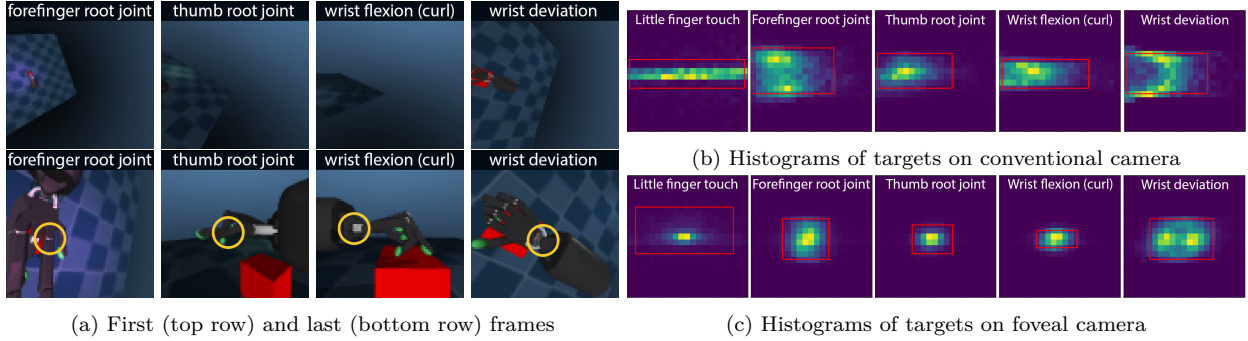 forefinger root joint
thumb root joint
wrist flexion (curl)
wrist deviation
forefinger root joint
thumb root joint
wrist flexion (curl)
wrist deviation
(a) First (top row) and last (bottom row) frames
Little finger touch
Forefinger root joint
Thumb root joint
Wrist flexion (curl)
Wrist deviation
(b) Histograms of targets on conventional camera
Little finger touch
Forefinger root joint
Thumb root joint
Wrist flexion (curl)
Wrist deviation
(c) Histograms of targets on foveal camera